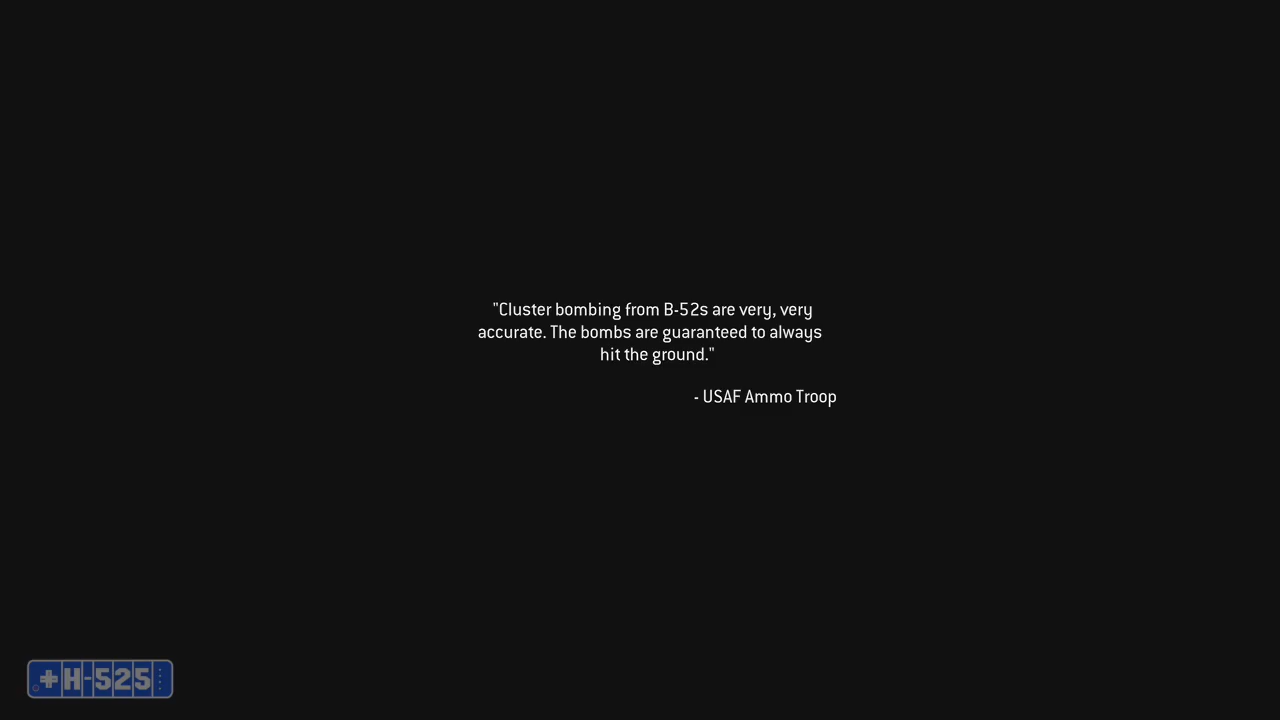 "Cluster bombing from B-52s are very, very
accurate. The bombs are guaranteed to always
hit the ground."
- USAF Ammo Troop
+H-525